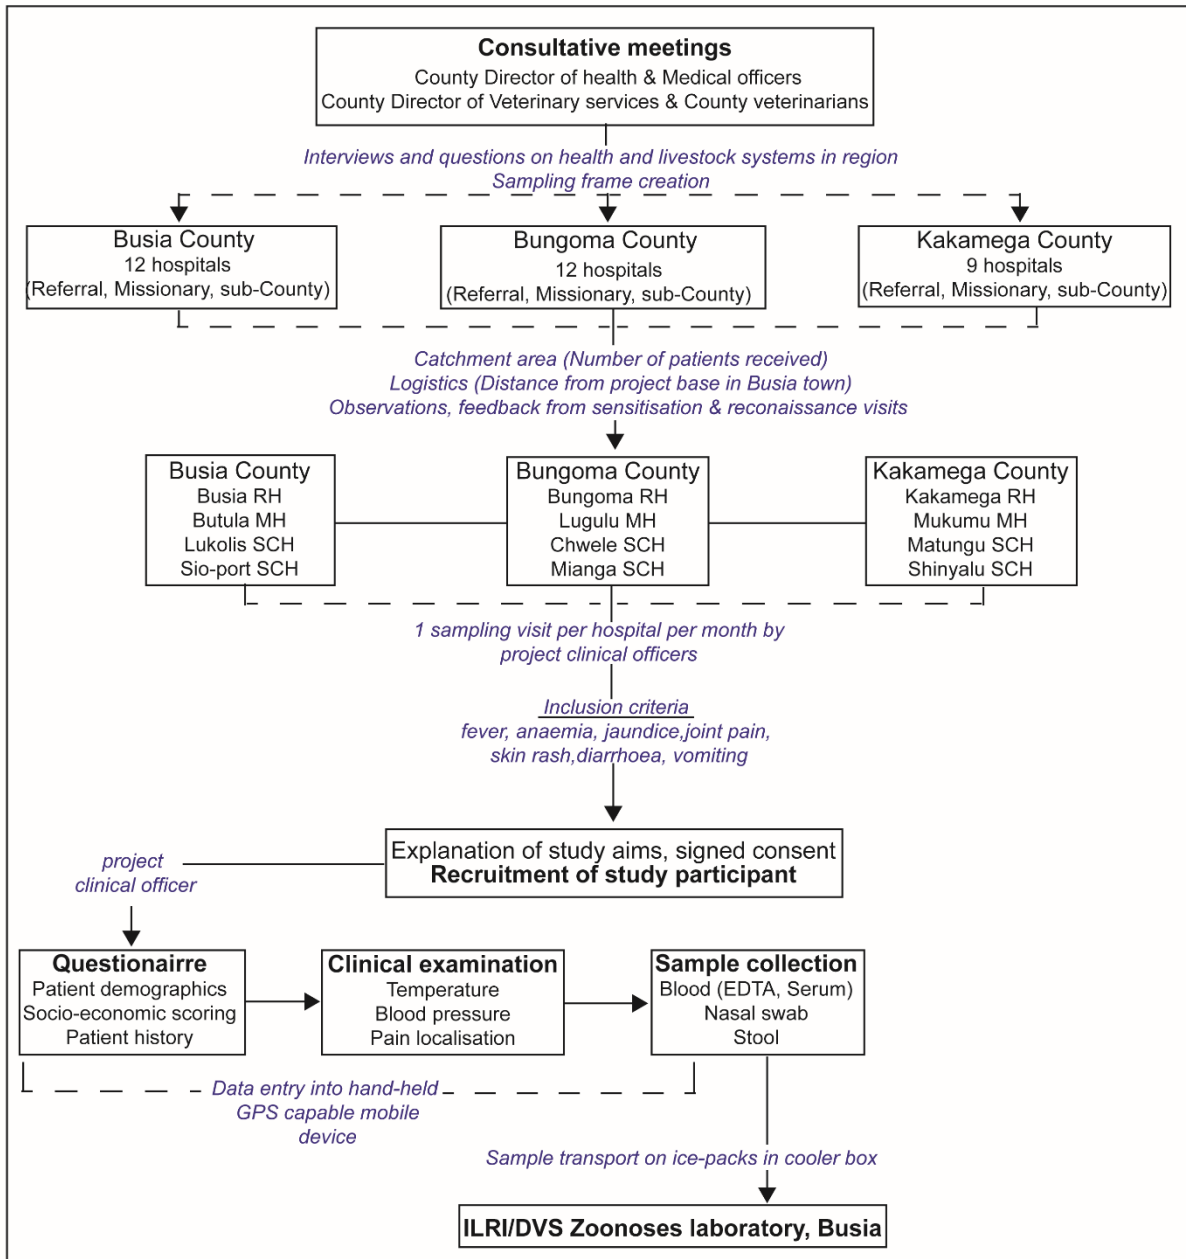 Consultative meetings
County Director of health & Medical officers
County Director of Veterinary services & County veterinarians
Interviews and questions on health and livestock systems in region
Sampling frame creation
Busia County
12 hospitals
(Referral, Missionary, sub-County)
Bungoma County
12 hospitals
(Referral, Missionary, sub-County)
Kakamega County
9 hospitals
(Referral, Missionary, sub-County)
Catchment area (Number of patients received)
Logistics (Distance from project base in Busia town)
Observations, feedback from sensitisation & reconaissance visits
Busia County
Busia RH
Butula MH
Lukolis SCH
Sio-port SCH
Bungoma County
Bungoma RH
Lugulu MH
Chwele SCH
Mianga SCH
Kakamega County
Kakamega RH
Mukumu MH
Matungu SCH
Shinyalu SCH
1 sampling visit per hospital per month by
project clinical officers
Inclusion criteria
fever, anaemia, jaundice,joint pain,
skin rash,diarrhoea, vomiting
Explanation of study aims, signed consent
Recruitment of study participant
project
clinical officer
Questionairre
Patient demographics
Socio-economic scoring
Patient history
Clinical examination
Temperature
Blood pressure
Pain localisation
Sample collection
Blood (EDTA, Serum)
Nasal swab
Stool
Data entry into hand-held
GPS capable mobile
device
Sample transport on ice-packs in cooler box
ILRI/DVS Zoonoses laboratory, Busia